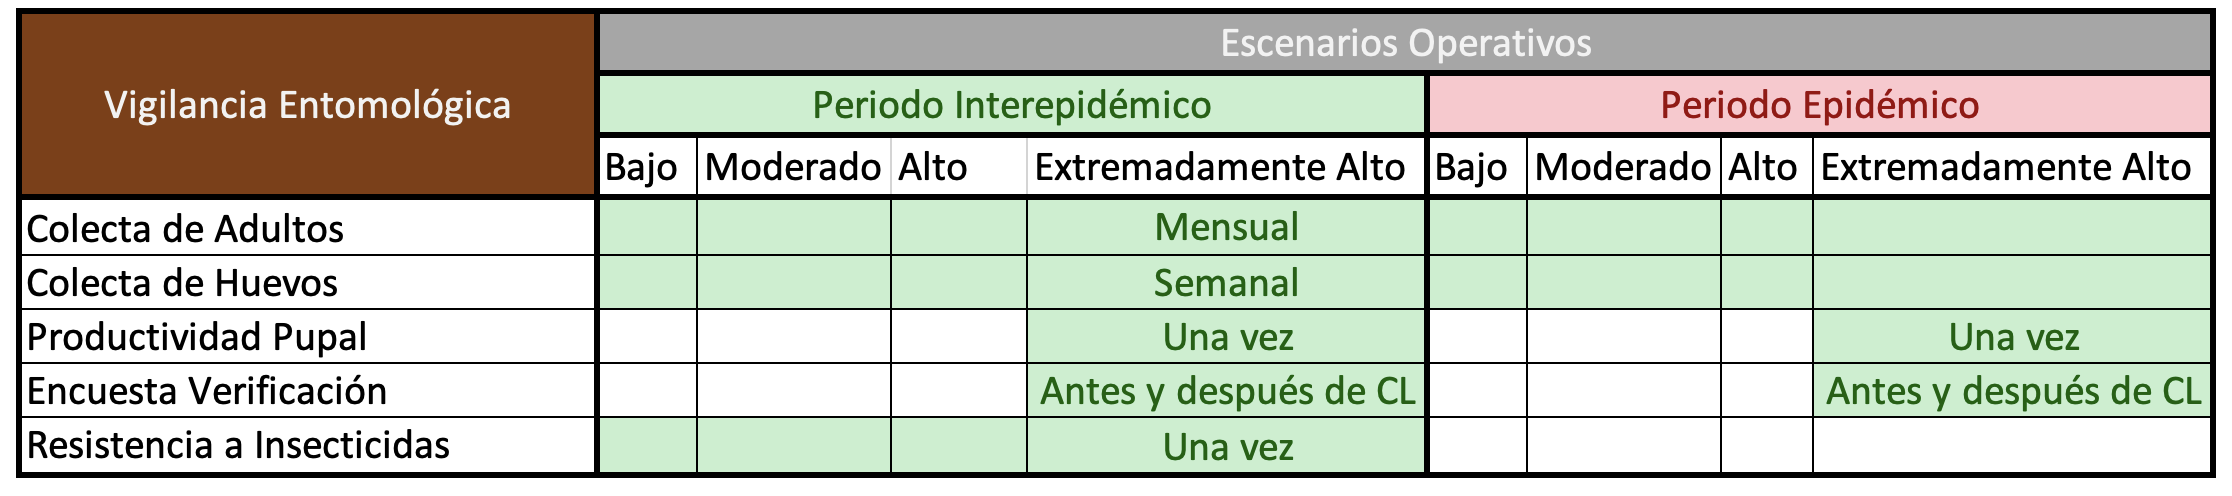 Escenarios Operativos
Vigilancia Entomológica
Periodo Interepidémico Periodo Epidémico
Bajo Moderado Alto Extremadamente Alto Bajo Moderado Alto Extremadamente Alto
Colecta de Adultos Mensual
Colecta de Huevos Semanal
Productividad Pupal Una vez Una vez
Encuesta Verificación Antes y después de CL Antes y después de CL
Resistencia a Insecticidas Una vez